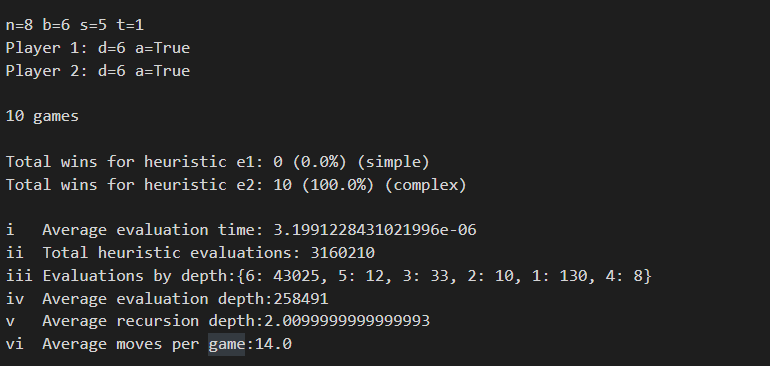 n=8 b=6 s=5 t=1
Player 1: d=6 a=True
Player 2: d=6 a=True
10 games
Total wins for heuristic e1: 0 (0.0%) (simple)
Total wins for heuristic e2: 10 (100.0%) (complex)
i Average evaluation time: 3.1991228431021996e-06
ii Total heuristic evaluations: 3160210
iii Evaluations by depth:{6: 43025, 5: 12, 3: 33, 2: 10, 1: 130, 4: 8}
iv Average evaluation depth:258491
v Average recursion depth:2.0099999999999993
vi Average moves per game:14.0